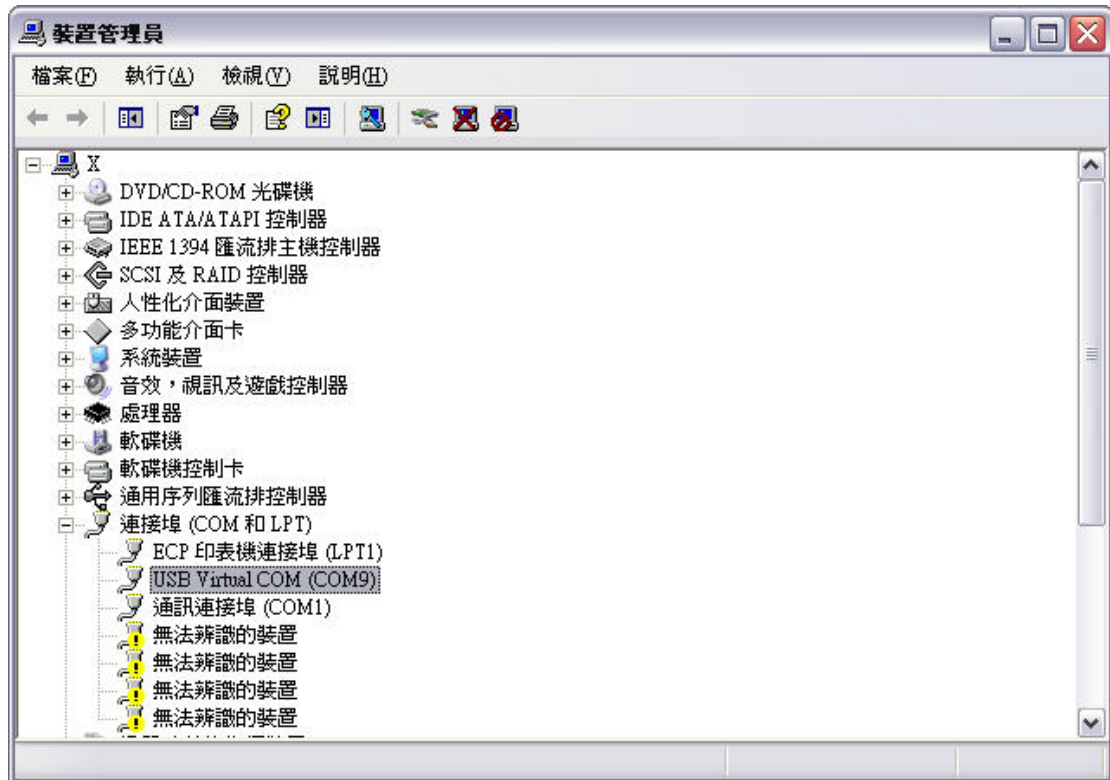 裝置管理員
檔案(F) 執行(A) 檢視(V) 說明(H)
X
DVD/CD-ROM 光碟機
IDE ATA/ATAPI 控制器
IEEE 1394 匯流排主機控制器
SCSI 及 RAID 控制器
人性化介面裝置
多功能介面卡
系統裝置
音效，視訊及遊戲控制器
處理器
軟碟機
軟碟機控制卡
通用序列匯流排控制器
連接埠 (COM 和 LPT)
ECP 印表機連接埠 (LPT1)
USB Virtual COM (COM9)
通訊連接埠 (COM1)
無法辨識的裝置
無法辨識的裝置
無法辨識的裝置
無法辨識的裝置